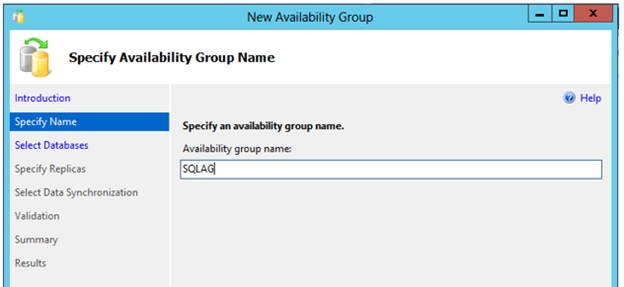 New Availability Group
Specify Availability Group Name
Introduction
Help
Specify Name
Specify an availability group name.
Select Databases
Availability group name:
Specify Replicas
SQLAG
Select Data Synchronization
Validation
Summary
Results